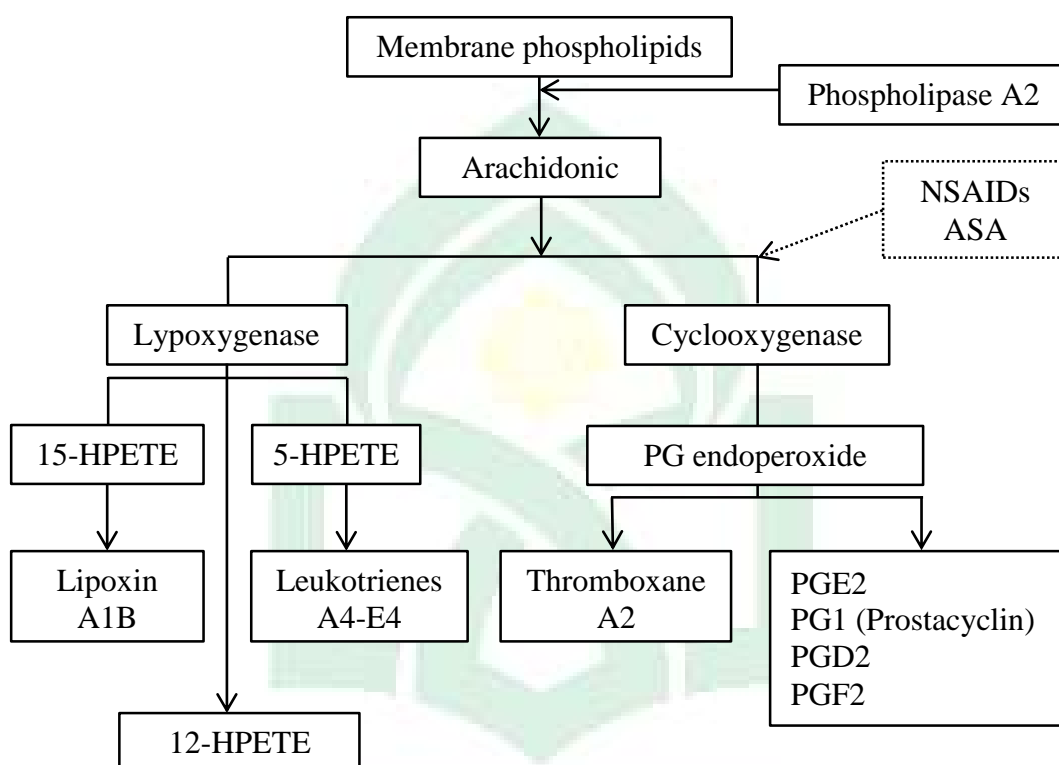 Membrane phospholipids
Phospholipase A2
Arachidonic
NSAIDs
ASA
Lypoxygenase
Cyclooxygenase
15-HPETE
5-HPETE
PG endoperoxide
Lipoxin
A1B
Leukotrienes
A4-E4
Thromboxane
A2
PGE2
PG1 (Prostacyclin)
PGD2
PGF2
12-HPETE